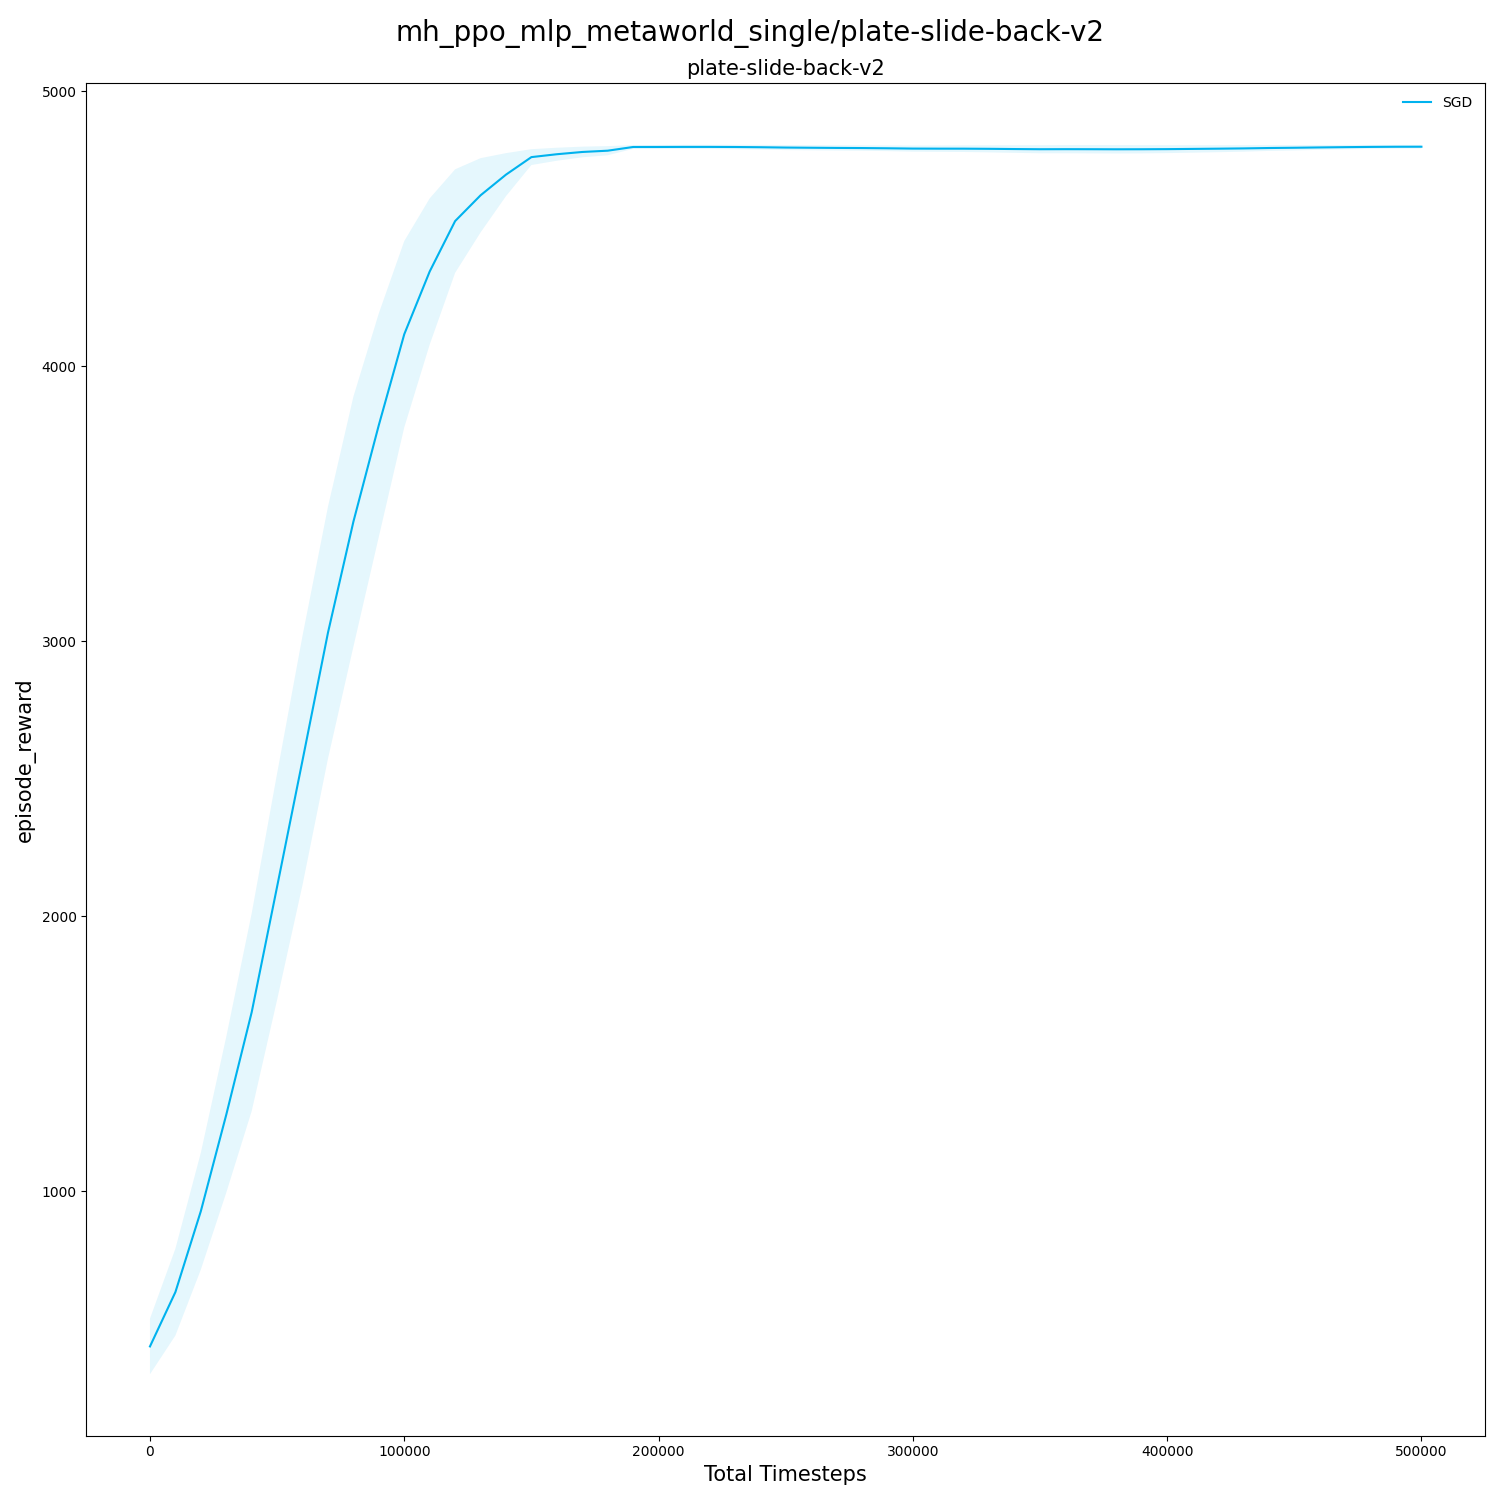 mh_ppo_mlp_metaworld_single/plate-slide-back-v2
plate-slide-back-v2
SGD
5000
4000
3000
2000
1000
episode_reward
0 100000 200000 300000 400000 500000
Total Timesteps